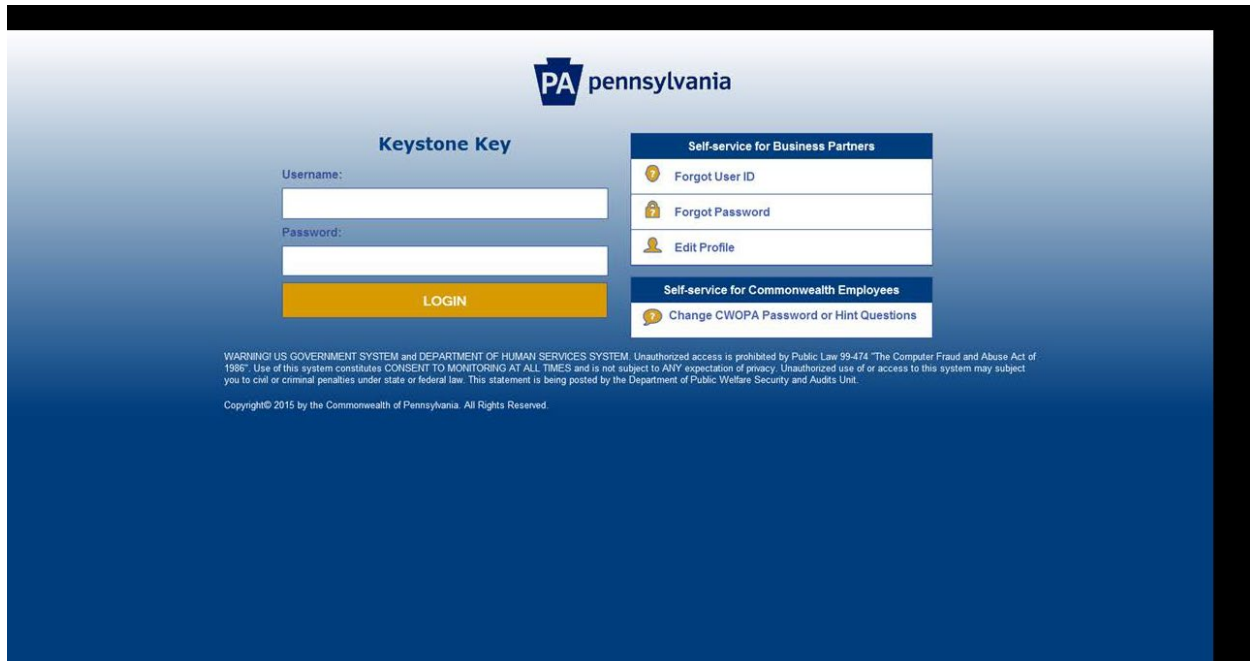 PA pennsylvania
Keystone Key
Username:
Password:
LOGIN
Self-service for Business Partners
Forgot User ID
Forgot Password
Edit Profile
Self-service for Commonwealth Employees
Change CWOPA Password or Hint Questions
WARNING! US GOVERNMENT SYSTEM and DEPARTMENT OF HUMAN SERVICES SYSTEM. Unauthorized access is prohibited by Public Law 99-474 "The Computer Fraud and Abuse Act of
1986". Use of this system constitutes CONSENT TO MONITORING AT ALL TIMES and is not subject to ANY expectation of privacy. Unauthorized use of or access to this system may subject
you to civil or criminal penalties under state or federal law. This statement is being posted by the Department of Public Welfare Security and Audits Unit.
Copyright© 2015 by the Commonwealth of Pennsylvania. All Rights Reserved.